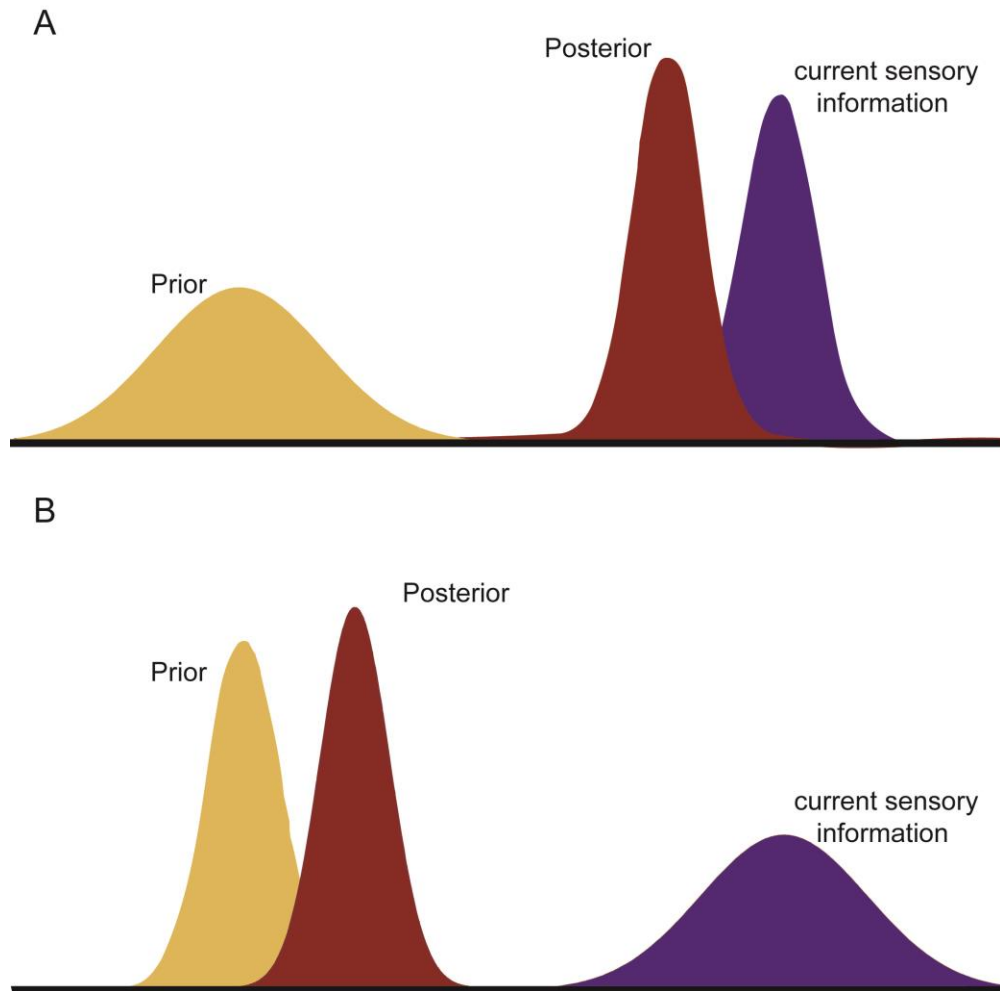 A
Posterior
current sensory
information
Prior
B
Posterior
Prior
current sensory
information